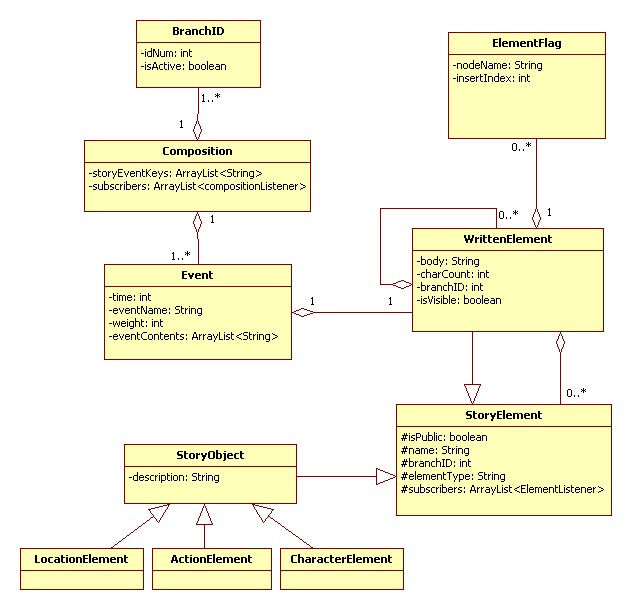 BranchID
-idNum: int
-isActive: boolean
ElementFlag
-nodeName: String
-insertIndex: int
1..*
1
Composition
-storyEventKeys: ArrayList<String>
-subscribers: ArrayList<compositionListener>
0..*
1
1
1..*
0..*
WrittenElement
-body: String
-charCount: int
-branchID: int
-isVisible: boolean
Event
-time: int
-eventName: String
-weight: int
-eventContents: ArrayList<String>
1
1
0..*
StoryElement
#isPublic: boolean
#name: String
#branchID: int
#elementType: String
#subscribers: ArrayList<ElementListener>
StoryObject
-description: String
LocationElement
ActionElement
CharacterElement